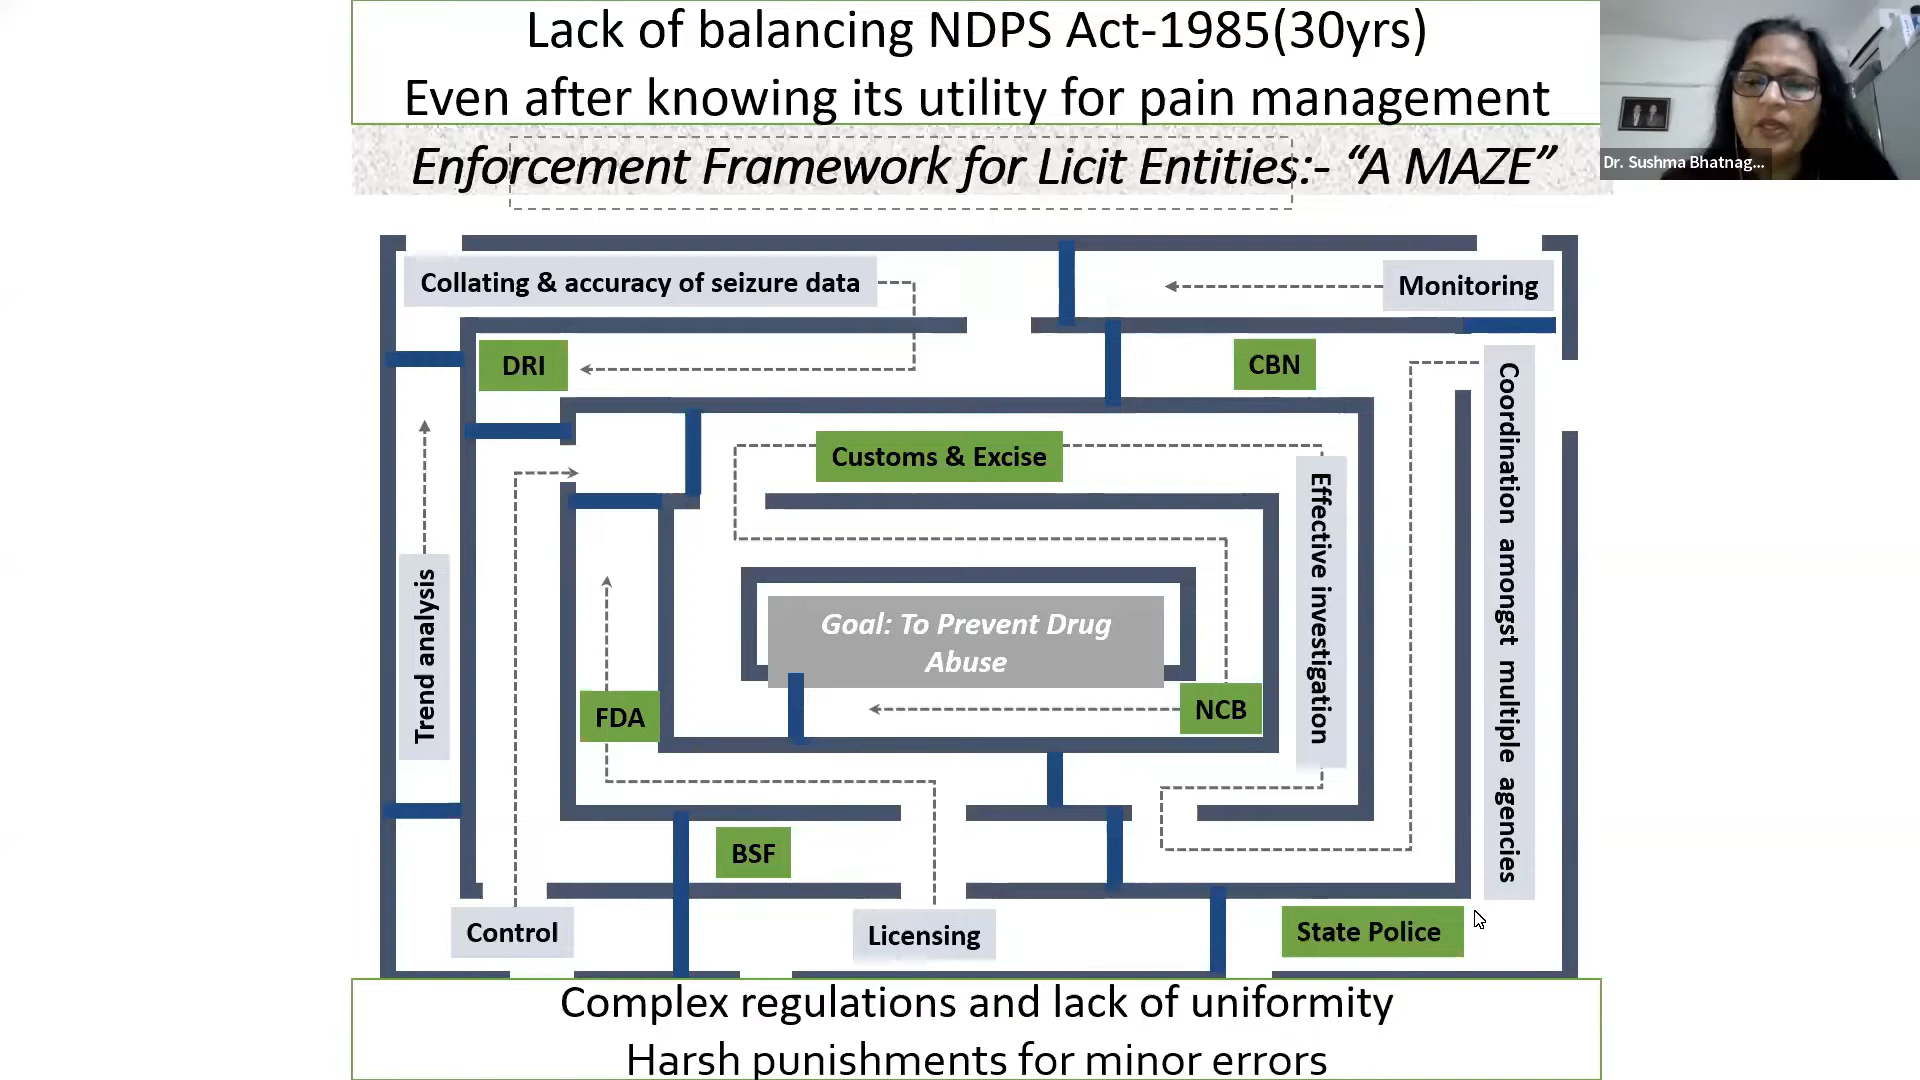 Lack of balancing NDPS Act-1985(30yrs)
Even after knowing its utility for pain management
Enforcement Framework for Licit Entities:- “A MAZE”
Dr. Sushma Bhatnag...
Collating & accuracy of seizure data
Monitoring
DRI
CBN
Coordination amongst multiple agencies
Customs & Excise
Effective investigation
Trend analysis
Goal: To Prevent Drug
Abuse
FDA
NCB
BSF
Control
Licensing
State Police
Complex regulations and lack of uniformity
Harsh punishments for minor errors